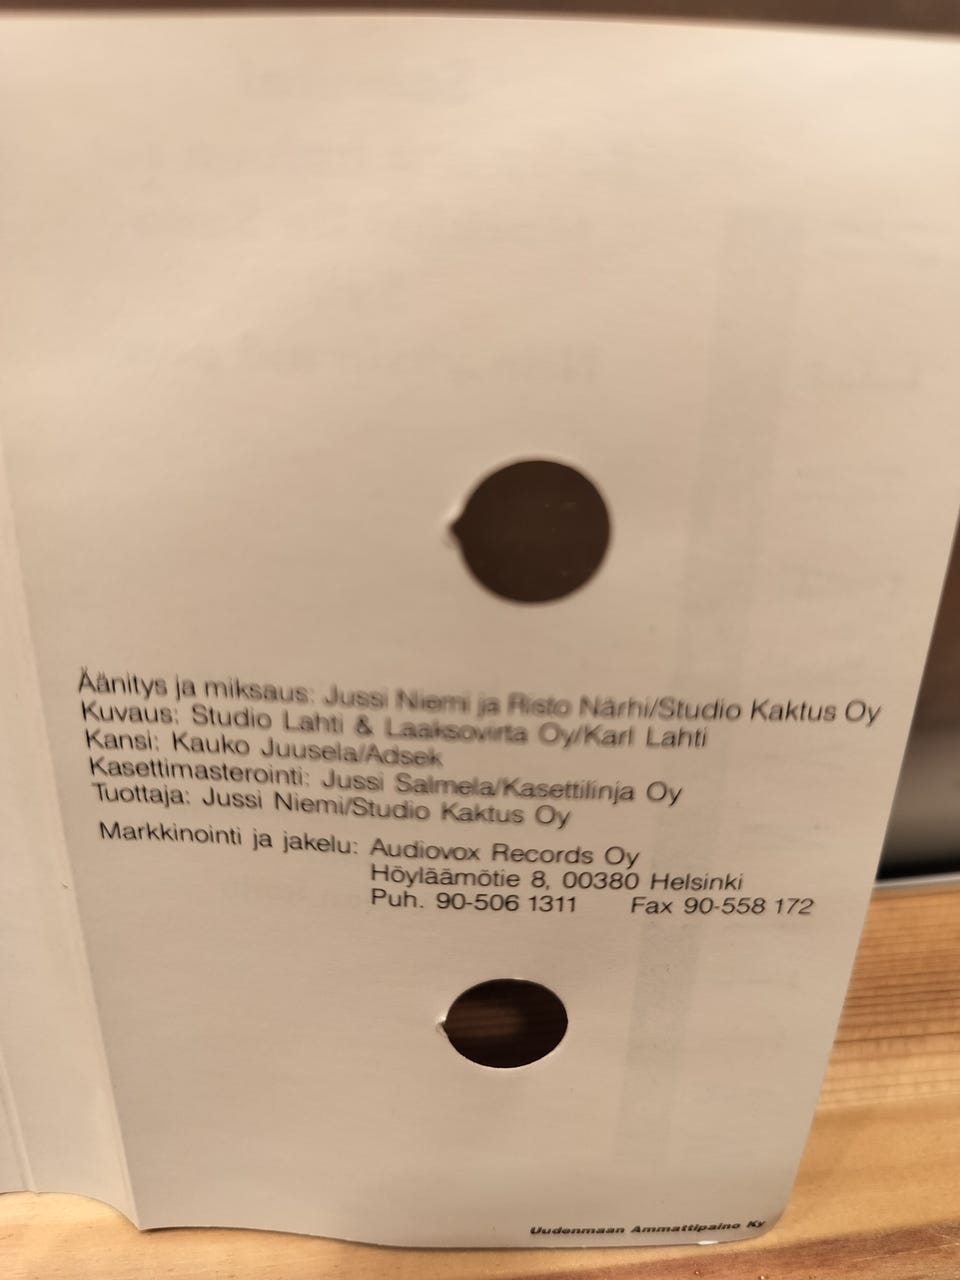 Äänitys ja miksaus: Jussi Niemi ja Risto Närhi/Studio Kaktus Oy
Kuvaus: Studio Lahti & Laaksovirta Oy/Kari Lahti
Kansi: Kauko Juusela/Adsek
Kasettimasterointi: Jussi Salmela/Kasettilinja Oy
Tuottaja: Jussi Niemi/Studio Kaktus Oy
Markkinointi ja jakelu: Audiovox Records Oy
Höyläämötie 8, 00380 Helsinki
Puh. 90-506 1311 Fax 90-558 172
Uudenmaan Ammattipaino Ky